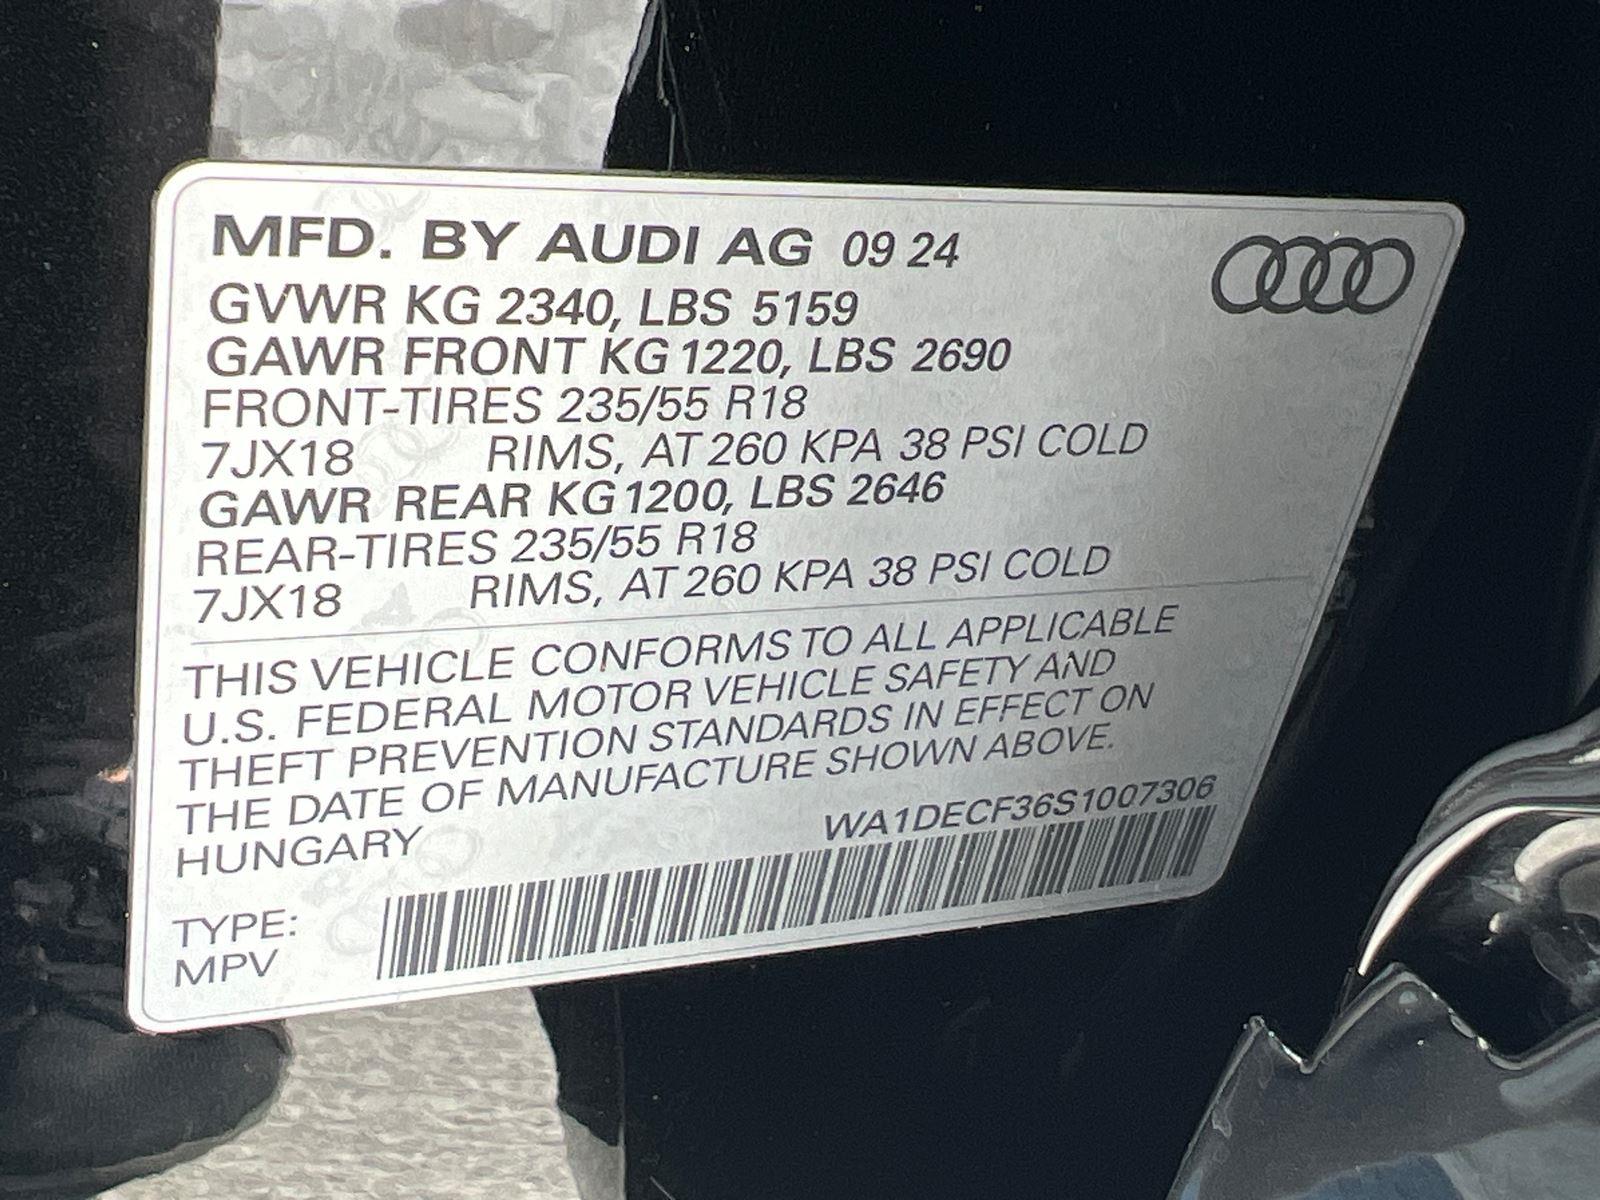 MFD. BY AUDI AG 09 24
GVWR KG 2340, LBS 5159
GAWR FRONT KG 1220, LBS 2690
FRONT-TIRES 235/55 R18
7JX18 RIMS, AT 260 KPA 38 PSI COLD
GAWR REAR KG 1200, LBS 2646
REAR-TIRES 235/55 R18
7JX18 RIMS, AT 260 KPA 38 PSI COLD
THIS VEHICLE CONFORMS TO ALL APPLICABLE
U.S. FEDERAL MOTOR VEHICLE SAFETY AND
THEFT PREVENTION STANDARDS IN EFFECT ON
THE DATE OF MANUFACTURE SHOWN ABOVE.
HUNGARY WA1DECF36S1007306
TYPE:
MPV